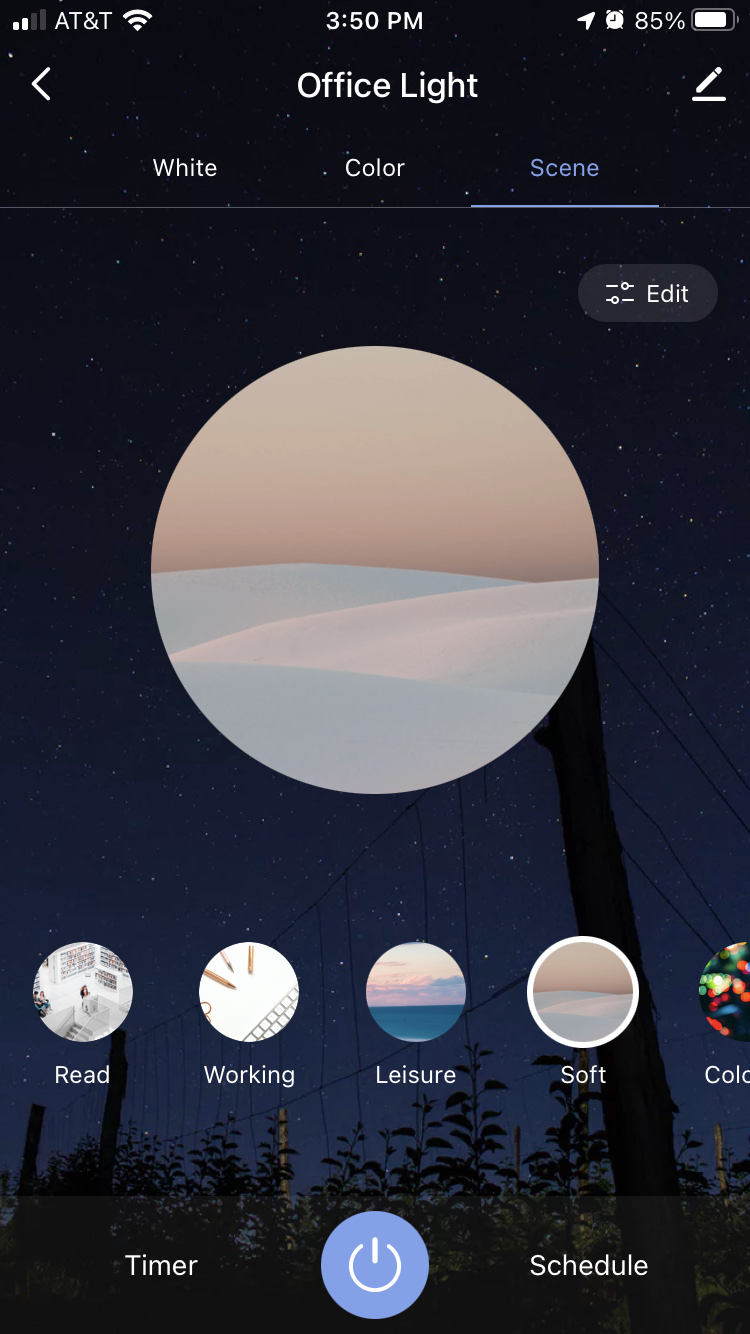 AT&T 3:50 PM 85%
Office Light
White Color Scene
Edit
Read Working Leisure Soft Colo
Timer Schedule